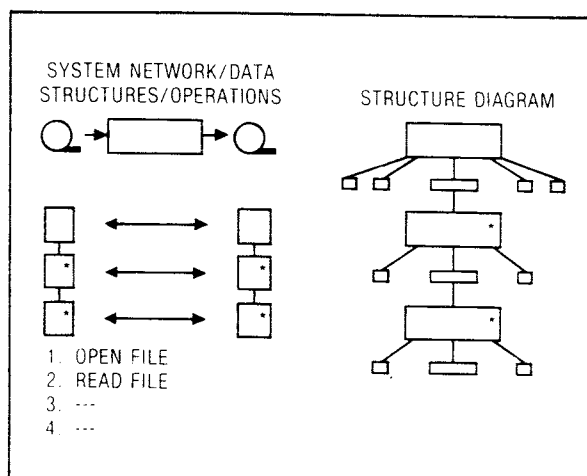 SYSTEM NETWORK/DATA
STRUCTURES/OPERATIONS
STRUCTURE DIAGRAM
*
*
*
*
*
*
1. OPEN FILE
2. READ FILE
3. ---
4. ---